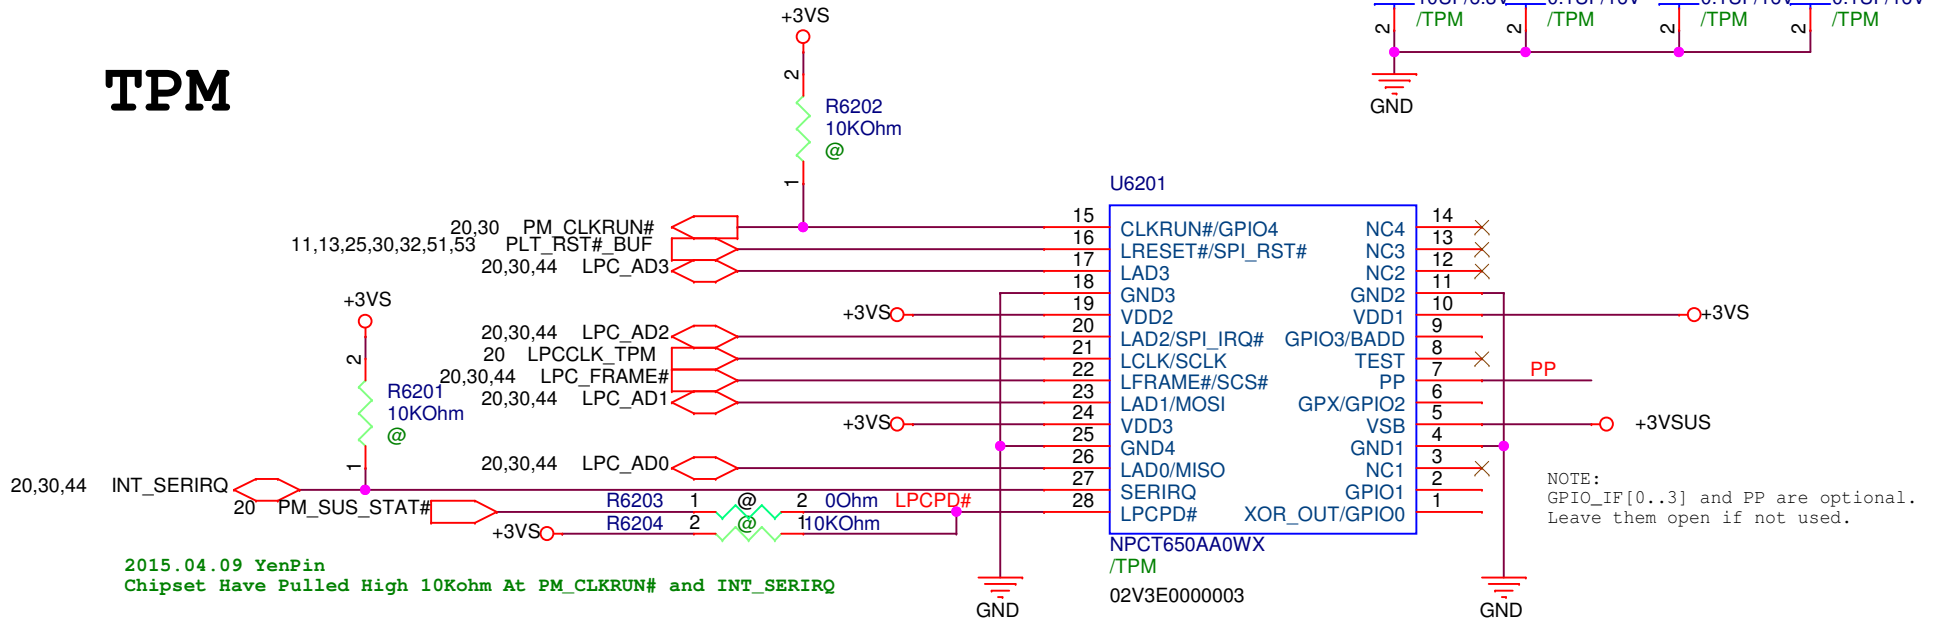 +3VS
/TPM /TPM /TPM /TPM
2 2 2 2
GND
TPM
2
R6202
10KOhm
@
1
U6201
20,30 PM_CLKRUN# 15 CLKRUN#/GPIO4 NC4 14
11,13,25,30,32,51,53 PLT_RST#_BUF 16 LRESET#/SPI_RST# NC3 13
20,30,44 LPC_AD3 17 LAD3 NC2 12
18 GND3 GND2 11
+3VS 19 VDD2 VDD1 10 +3VS
20,30,44 LPC_AD2 20 LAD2/SPI_IRQ# GPIO3/BADD 9
20 LPCCLK_TPM 21 LCLK/SCLK TEST 8
20,30,44 LPC_FRAME# 22 LFRAME#/SCS# PP 7 PP
20,30,44 LPC_AD1 23 LAD1/MOSI GPX/GPIO2 6
+3VS 24 VDD3 VSB 5 +3VSUS
25 GND4 GND1 4
20,30,44 LPC_AD0 26 LAD0/MISO NC1 3
20,30,44 INT_SERIRQ 27 SERIRQ GPIO1 2
20 PM_SUS_STAT# R6203 1 @ 2 0Ohm LPCPD# 28 LPCPD# XOR_OUT/GPIO0 1
+3VS R6204 2 @ 1 10KOhm
+3VS
2
R6201
10KOhm
@
1
NPCT650AA0WX
/TPM
02V3E0000003
GND
GND
NOTE:
GPIO_IF[0..3] and PP are optional.
Leave them open if not used.
2015.04.09 YenPin
Chipset Have Pulled High 10Kohm At PM_CLKRUN# and INT_SERIRQ